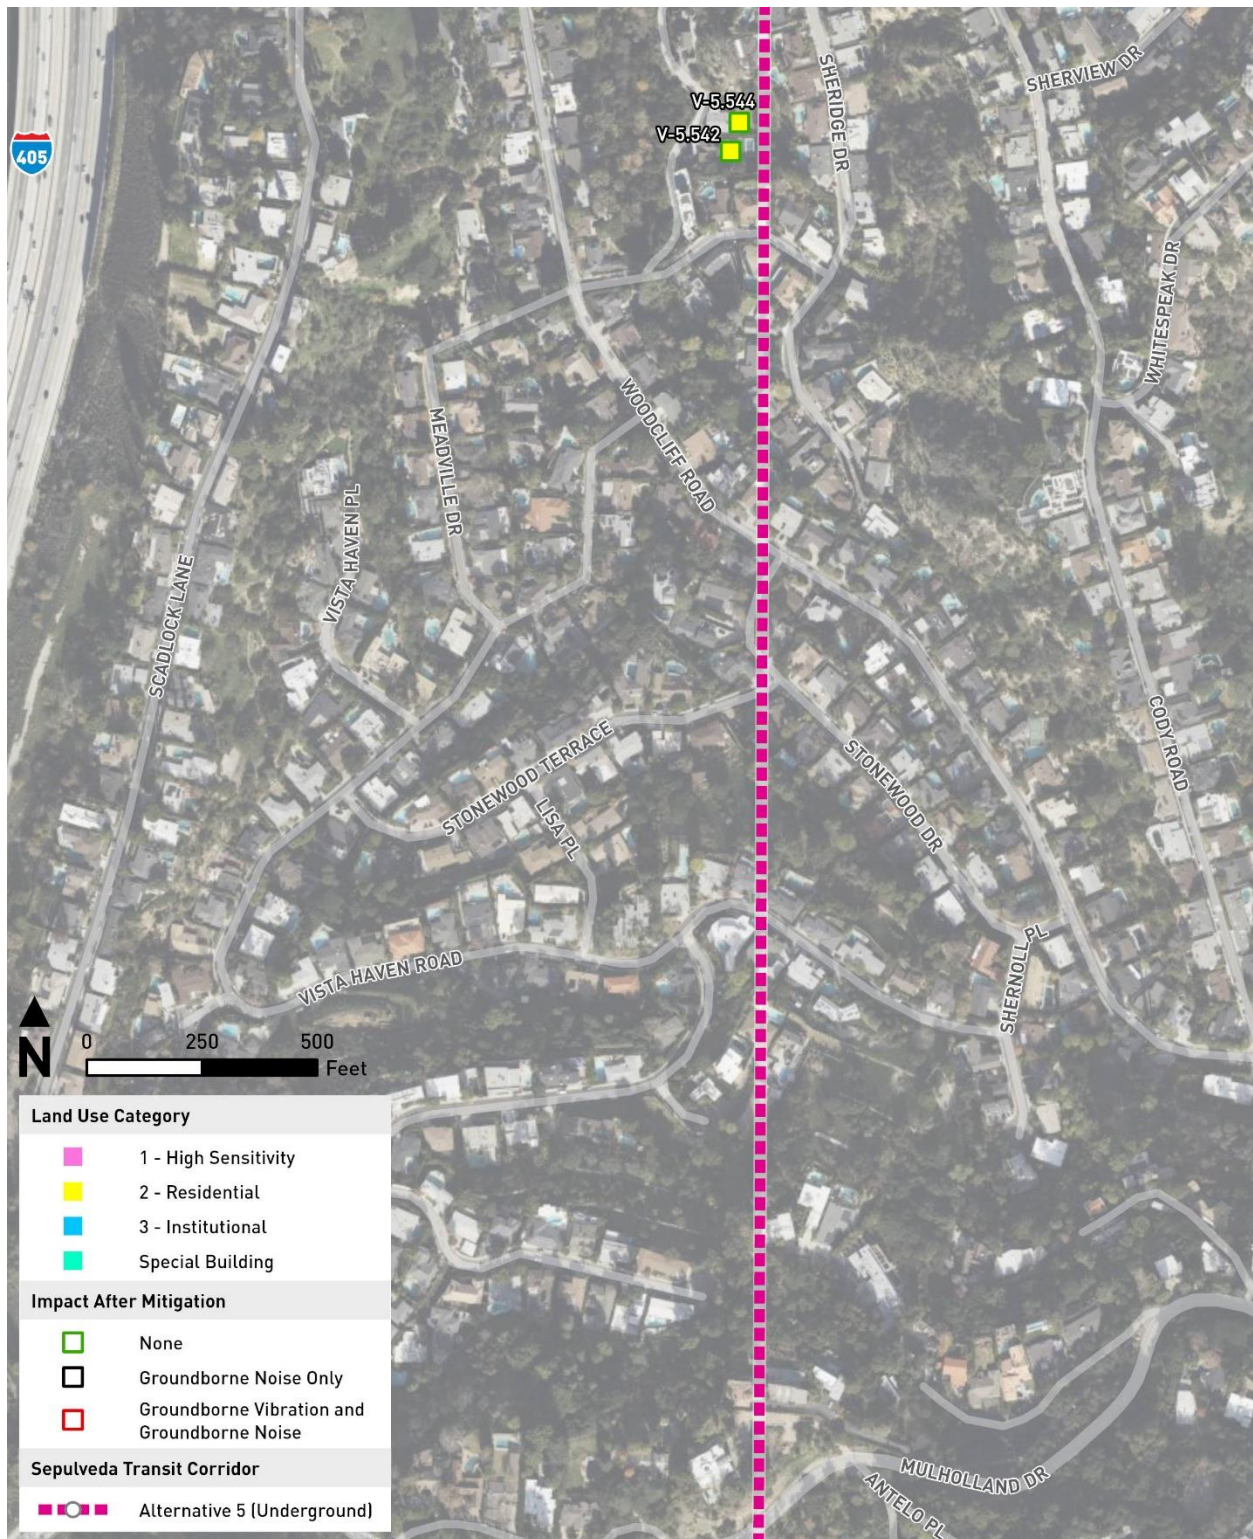 SHERVIEW DR
SHERIDGE DR
V-5.544
V-5.542
405
WHITESPEAK DR
WOODCLIFF ROAD
MEADVILLE DR
VISTA HAVEN PL
SCADLOCK LANE
CODY ROAD
STONEWOOD TERRACE
STONEWOOD DR
LISA PL
SHERNOLL PL
VISTA HAVEN ROAD
N
0 250 500
Feet
Land Use Category
1 - High Sensitivity
2 - Residential
3 - Institutional
Special Building
Impact After Mitigation
None
Groundborne Noise Only
Groundborne Vibration and
Groundborne Noise
Sepulveda Transit Corridor
Alternative 5 (Underground)
MULHOLLAND DR
ANTELO PL